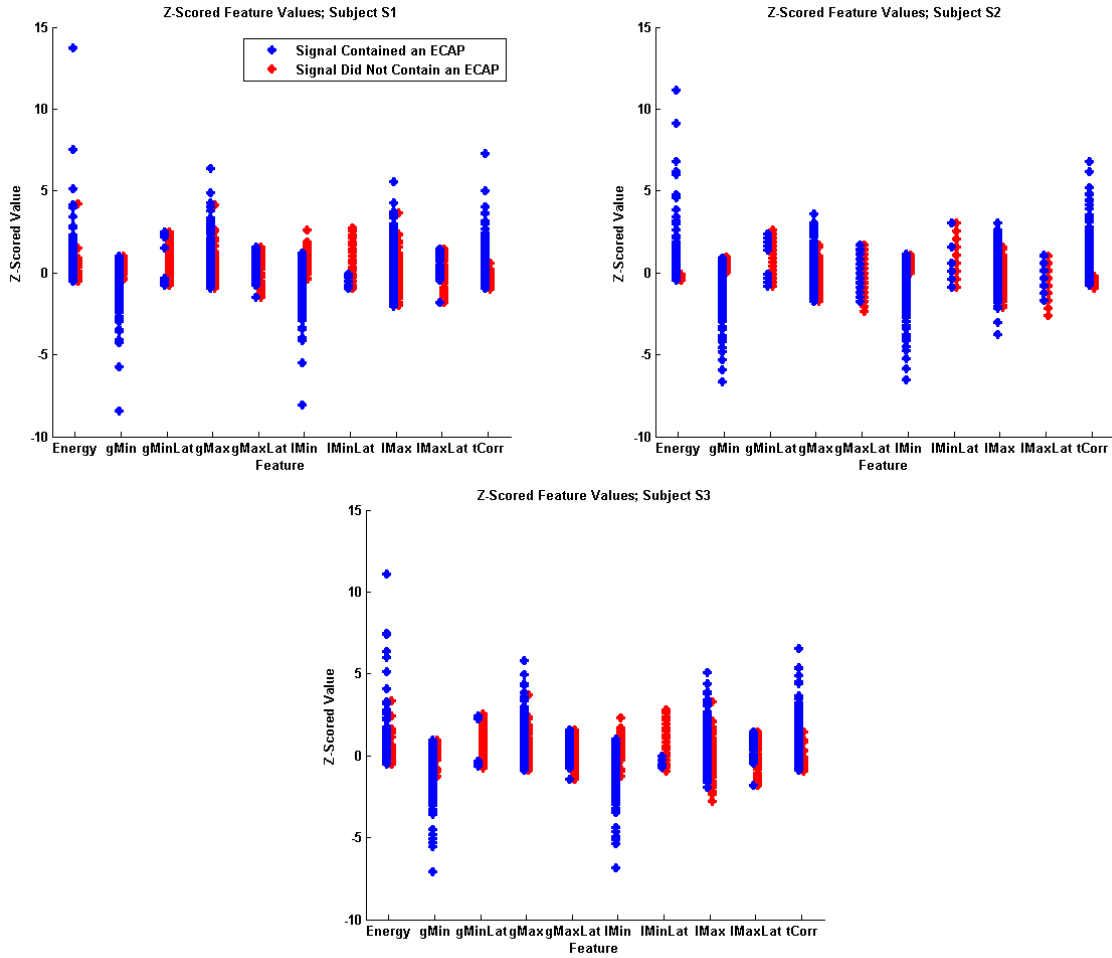 Z-Scored Feature Values; Subject S1
15
10
5
0
-5
-10
Z-Scored Value
Signal Contained an ECAP
Signal Did Not Contain an ECAP
Energy gMin gMinLat gMax gMaxLat lMin lMinLat lMax lMaxLat tCorr
Feature
Z-Scored Feature Values; Subject S2
15
10
5
0
-5
-10
Z-Scored Value
Energy gMin gMinLat gMax gMaxLat lMin lMinLat lMax lMaxLat tCorr
Feature
Z-Scored Feature Values; Subject S3
15
10
5
0
-5
-10
Z-Scored Value
Energy gMin gMinLat gMax gMaxLat lMin lMinLat lMax lMaxLat tCorr
Feature